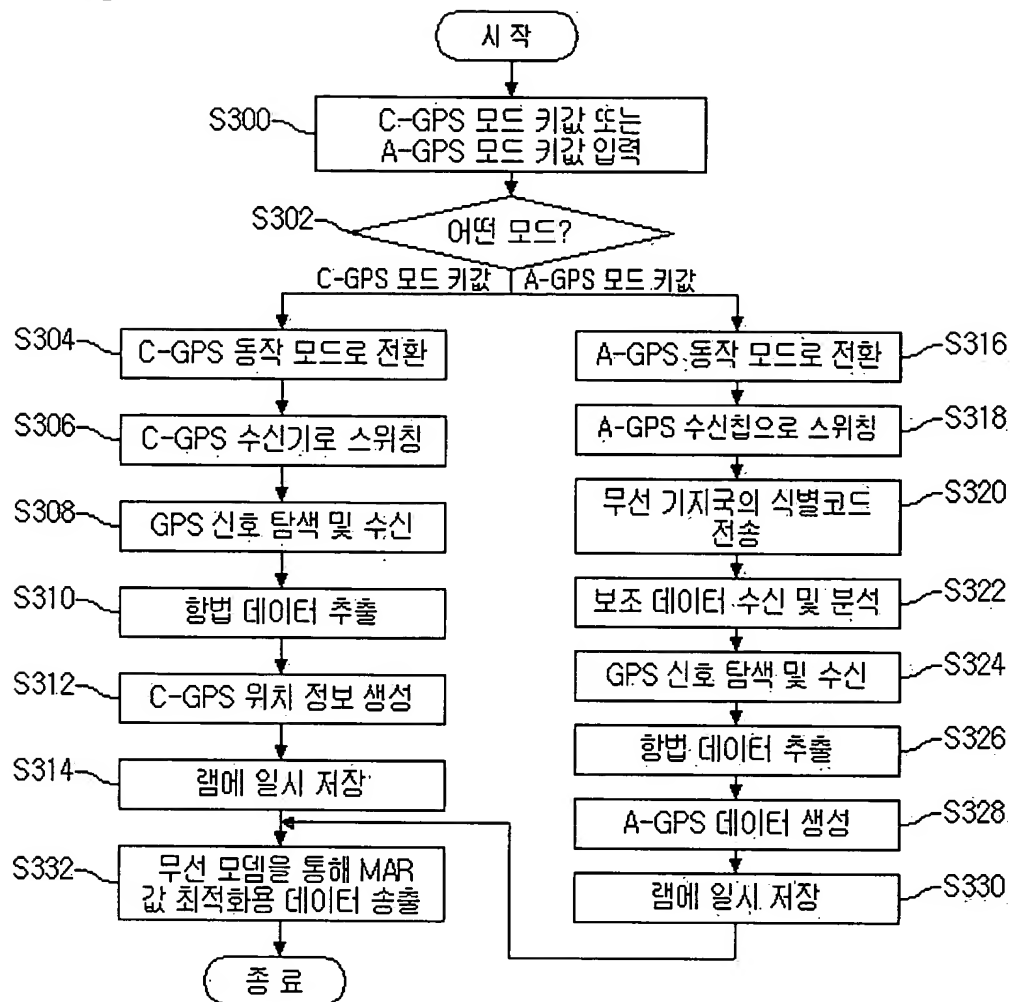 시 작
S300
C-GPS 모드 키값 또는
A-GPS 모드 키값 입력
S302
어떤 모드?
C-GPS 모드 키값
A-GPS 모드 키값
S304
C-GPS 동작 모드로 전환
S306
C-GPS 수신기로 스위칭
S308
GPS 신호 탐색 및 수신
S310
항법 데이터 추출
S312
C-GPS 위치 정보 생성
S314
램에 일시 저장
S332
무선 모뎀을 통해 MAR
값 최적화용 데이터 송출
종 료
A-GPS 동작 모드로 전환
S316
A-GPS 수신칩으로 스위칭
S318
무선 기지국의 식별코드
전송
S320
보조 데이터 수신 및 분석
S322
GPS 신호 탐색 및 수신
S324
항법 데이터 추출
S326
A-GPS 데이터 생성
S328
램에 일시 저장
S330